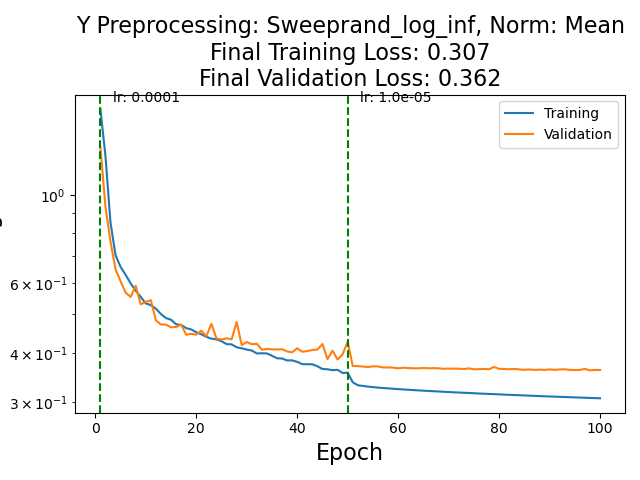 Y Preprocessing: Sweeprand_log_inf, Norm: Mean
Final Training Loss: 0.307
Final Validation Loss: 0.362
lr: 0.0001
lr: 1.0e-05
Training
Validation
10⁰
6 × 10⁻¹
4 × 10⁻¹
3 × 10⁻¹
0 20 40 60 80 100
Epoch